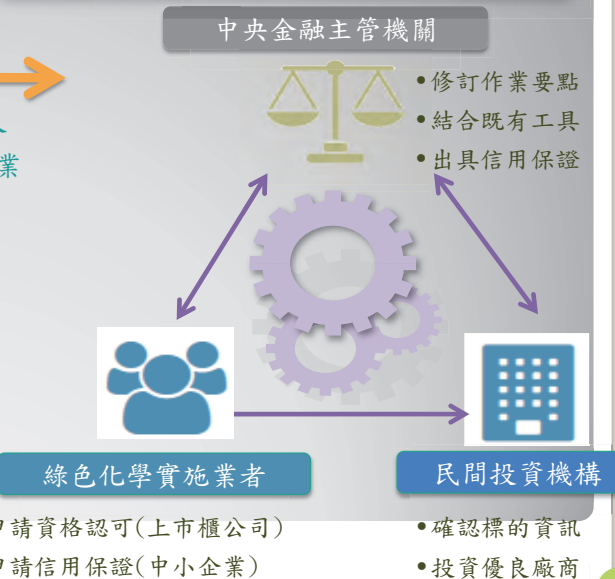 中央金融主管機關
•修訂作業要點
•結合既有工具
•出具信用保證
業
綠色化學實施業者
民間投資機構
申請資格認可(上市櫃公司)
申請信用保證(中小企業)
•確認標的資訊
•投資優良廠商